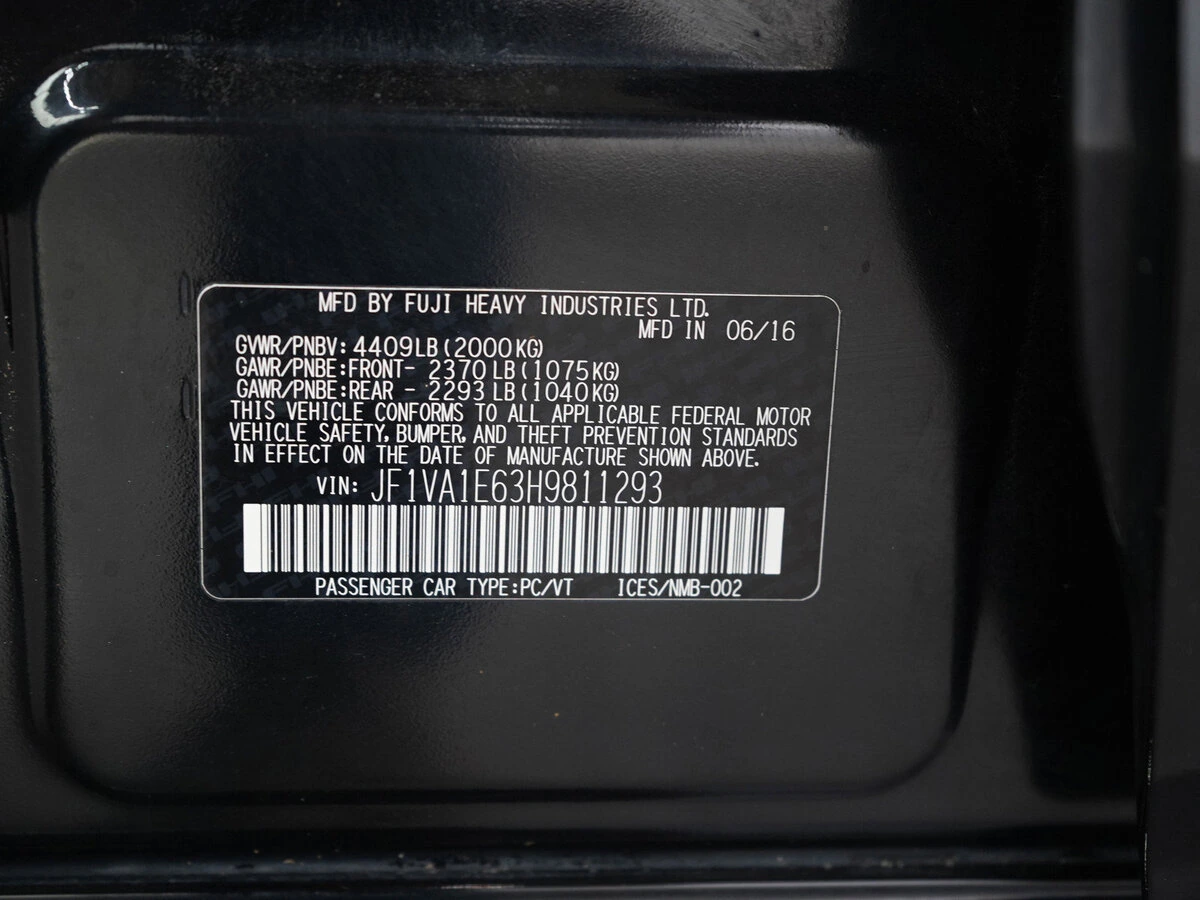 MFD BY FUJI HEAVY INDUSTRIES LTD.
MFD IN 06/16
GVWR/PNBV: 4409LB(2000KG)
GAWR/PNBE:FRONT- 2370LB(1075KG)
GAWR/PNBE:REAR - 2293LB(1040KG)
THIS VEHICLE CONFORMS TO ALL APPLICABLE FEDERAL MOTOR
VEHICLE SAFETY, BUMPER, AND THEFT PREVENTION STANDARDS
IN EFFECT ON THE DATE OF MANUFACTURE SHOWN ABOVE.
VIN: JF1VA1E63H9811293
PASSENGER CAR TYPE:PC/VT ICES/NMB-002